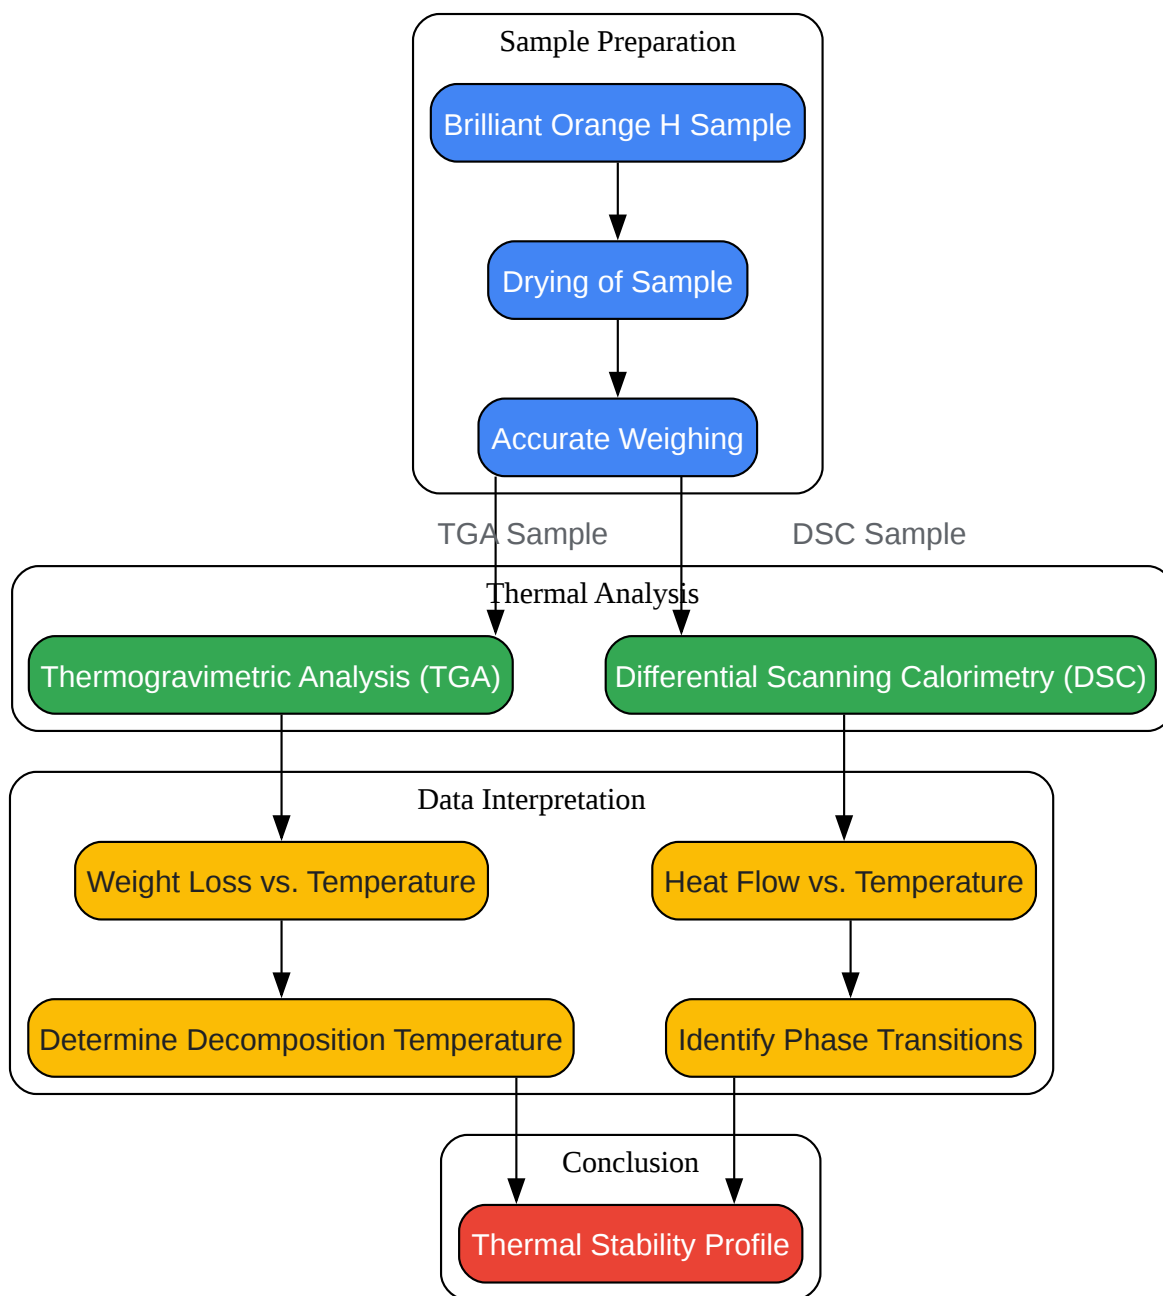 Sample Preparation
Brilliant Orange H Sample
Drying of Sample
Accurate Weighing
TGA Sample
DSC Sample
Thermal Analysis
Thermogravimetric Analysis (TGA)
Differential Scanning Calorimetry (DSC)
Data Interpretation
Weight Loss vs. Temperature
Heat Flow vs. Temperature
Determine Decomposition Temperature
Identify Phase Transitions
Conclusion
Thermal Stability Profile